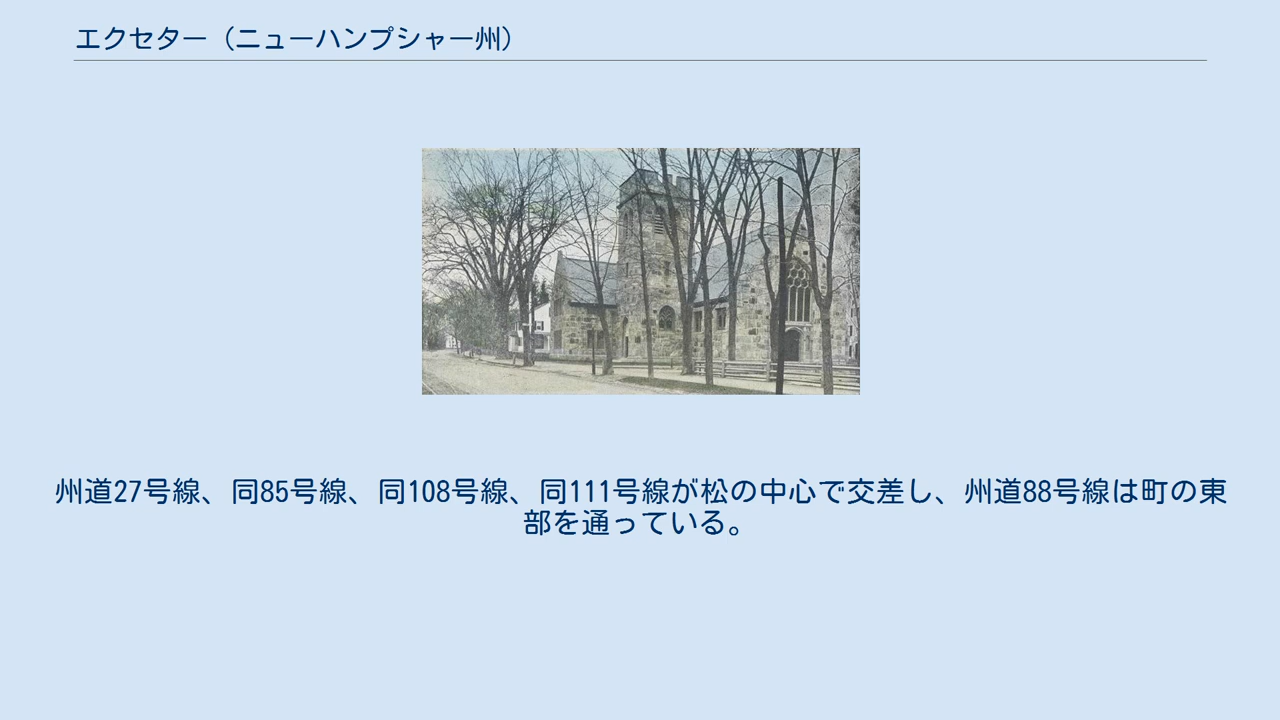 エクセター（ニューハンプシャー州）
州道27号線、同85号線、同108号線、同111号線が松の中心で交差し、州道88号線は町の東
部を通っている。